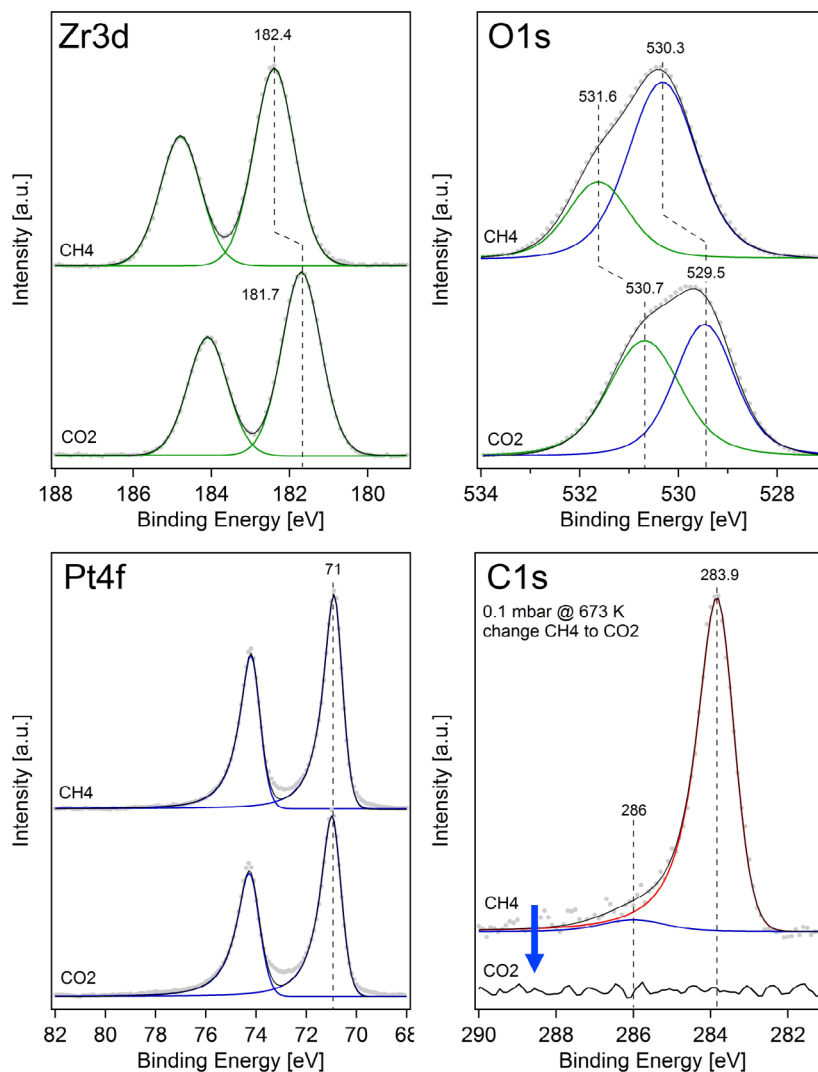 Zr3d
182.4
CH4
181.7
CO2
Intensity [a.u.]
188 186 184 182 180
Binding Energy [eV]
O1s
530.3
531.6
CH4
530.7
529.5
CO2
Intensity [a.u.]
534 532 530 528
Binding Energy [eV]
Pt4f
71
CH4
CO2
Intensity [a.u.]
82 80 78 76 74 72 70 68
Binding Energy [eV]
C1s
283.9
0.1 mbar @ 673 K
change CH4 to CO2
286
CH4
CO2
Intensity [a.u.]
290 288 286 284 282
Binding Energy [eV]